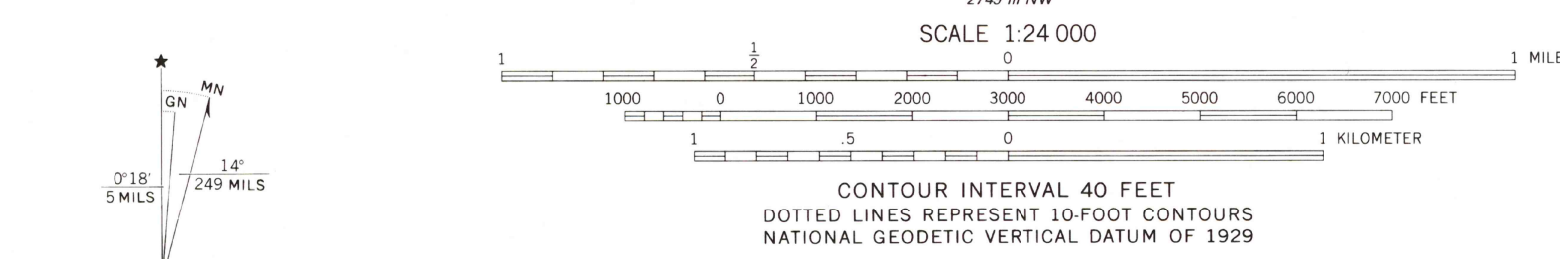 SCALE 1:24 000
1 1/2 0 1 MILE
1000 0 1000 2000 3000 4000 5000 6000 7000 FEET
1 .5 0 1 KILOMETER
CONTOUR INTERVAL 40 FEET
DOTTED LINES REPRESENT 10-FOOT CONTOURS
NATIONAL GEODETIC VERTICAL DATUM OF 1929
★
MN
GN
14°
249 MILS
0°18′
5 MILS